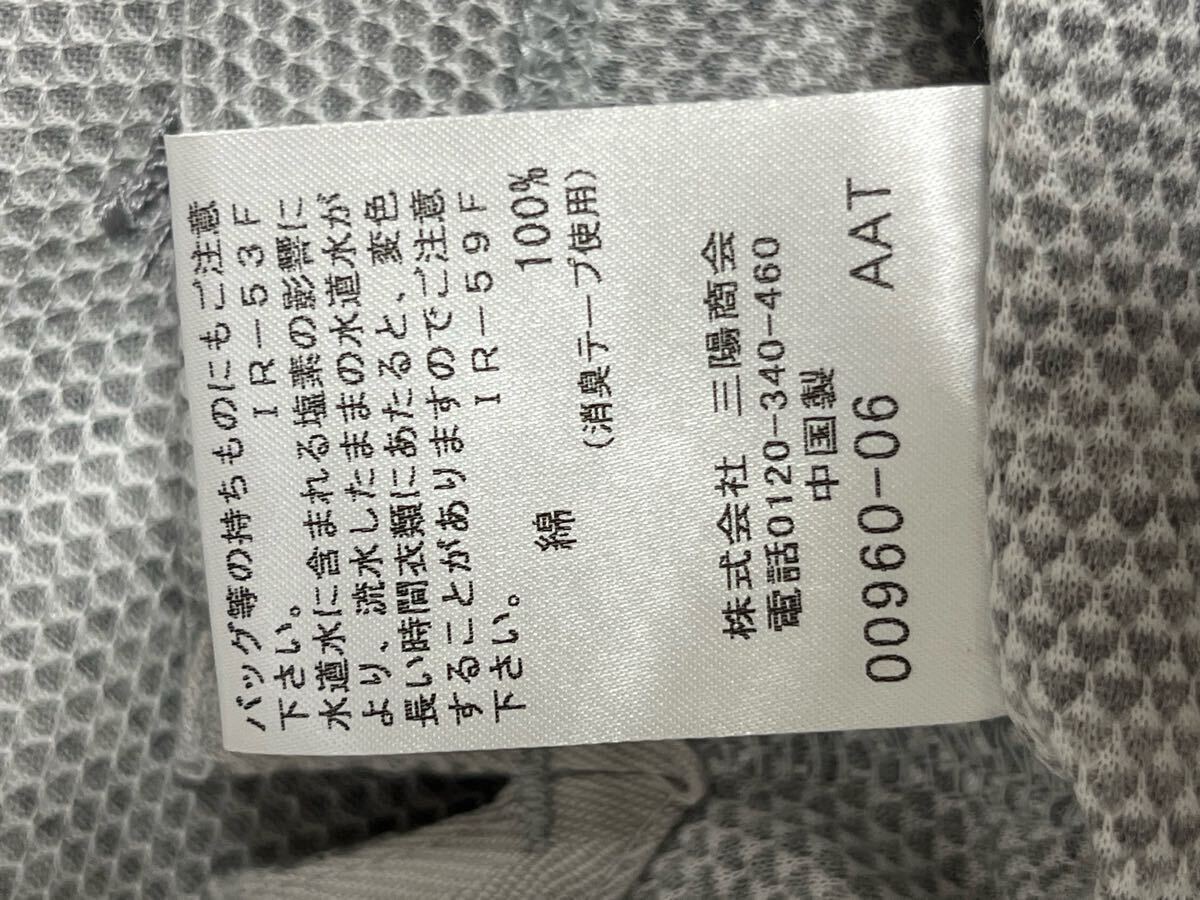 バッグ等の持ちものにもご注意
下さい。　　　　ＩＲ－５３Ｆ
水道水に含まれる塩素の影響に
より、流水したままの水道水が
長い時間衣類にあたると、変色
することがありますのでご注意
下さい。　　　　ＩＲ－５９Ｆ
綿　　　　100%
(消臭テープ使用)
株式会社　三陽商会
電話0120-340-460
中国製
00960-06　　AAT